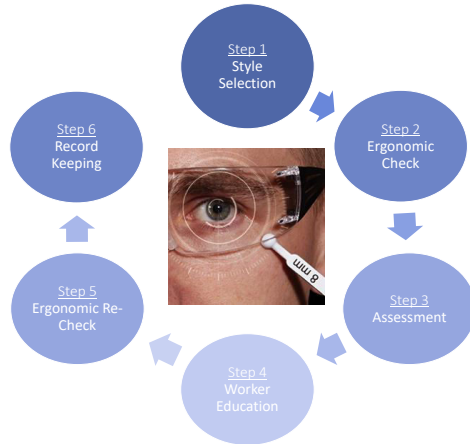 Step 1
Style
Selection
Step 2
Ergonomic
Check
Step 3
Assessment
Step 4
Worker
Education
Step 5
Ergonomic Re-
Check
Step 6
Record
Keeping
8 mm